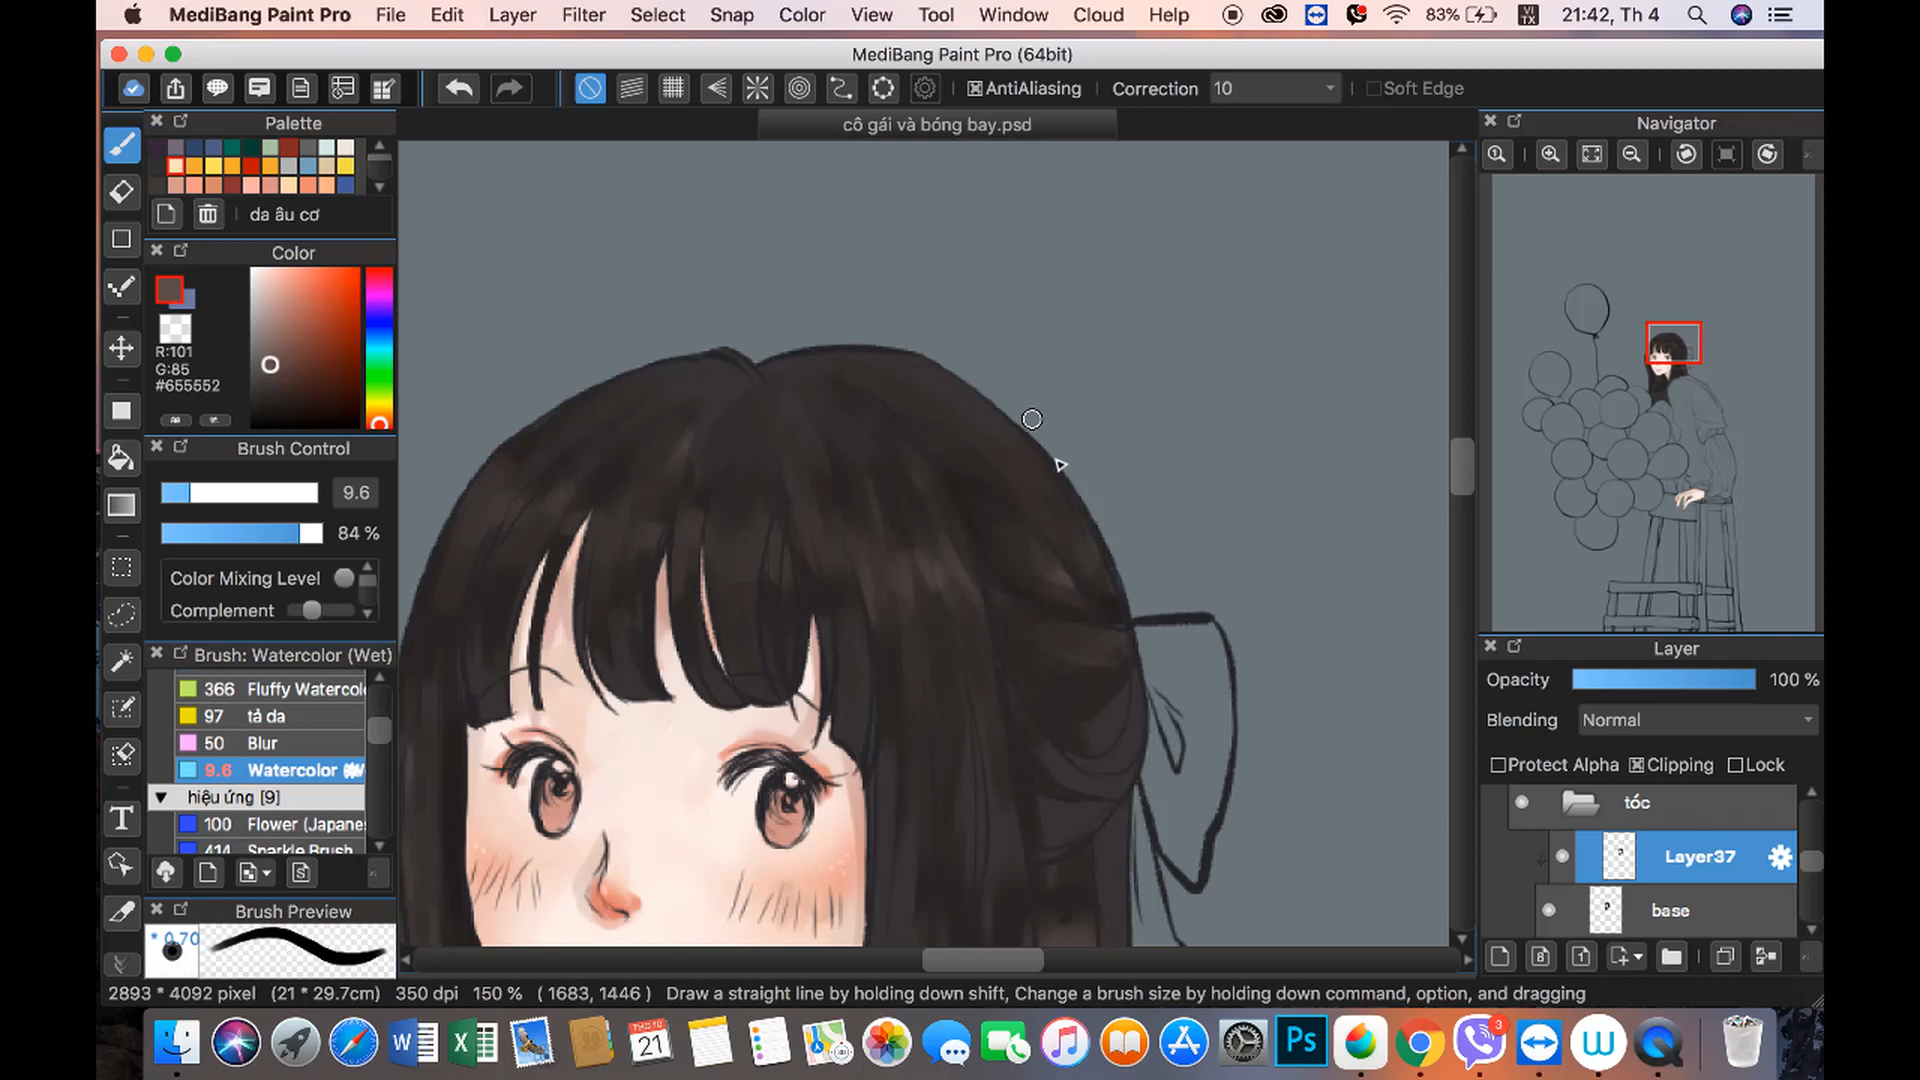 MediBang Paint Pro File Edit Layer Filter Select Snap Color View Tool Window Cloud Help 83% VI TX 21:42, Th 4
MediBang Paint Pro (64bit)
AntiAliasing Correction 10 Soft Edge
Palette
cô gái và bóng bay.psd
Navigator
da âu cơ
Color
R:101
G:85
#655552
Brush Control
9.6
84 %
Color Mixing Level
Complement
Brush: Watercolor (Wet)
366 Fluffy Watercol
97 tả da
50 Blur
9.6 Watercolor
hiệu ứng [9]
100 Flower (Japane
414 Sparkle Brush
Brush Preview
* 0.70
Layer
Opacity 100 %
Blending Normal
Protect Alpha Clipping Lock
tóc
Layer37
base
2893 * 4092 pixel (21 * 29.7cm) 350 dpi 150 % ( 1683, 1446 ) Draw a straight line by holding down shift, Change a brush size by holding down command, option, and dragging
21
Ps
3